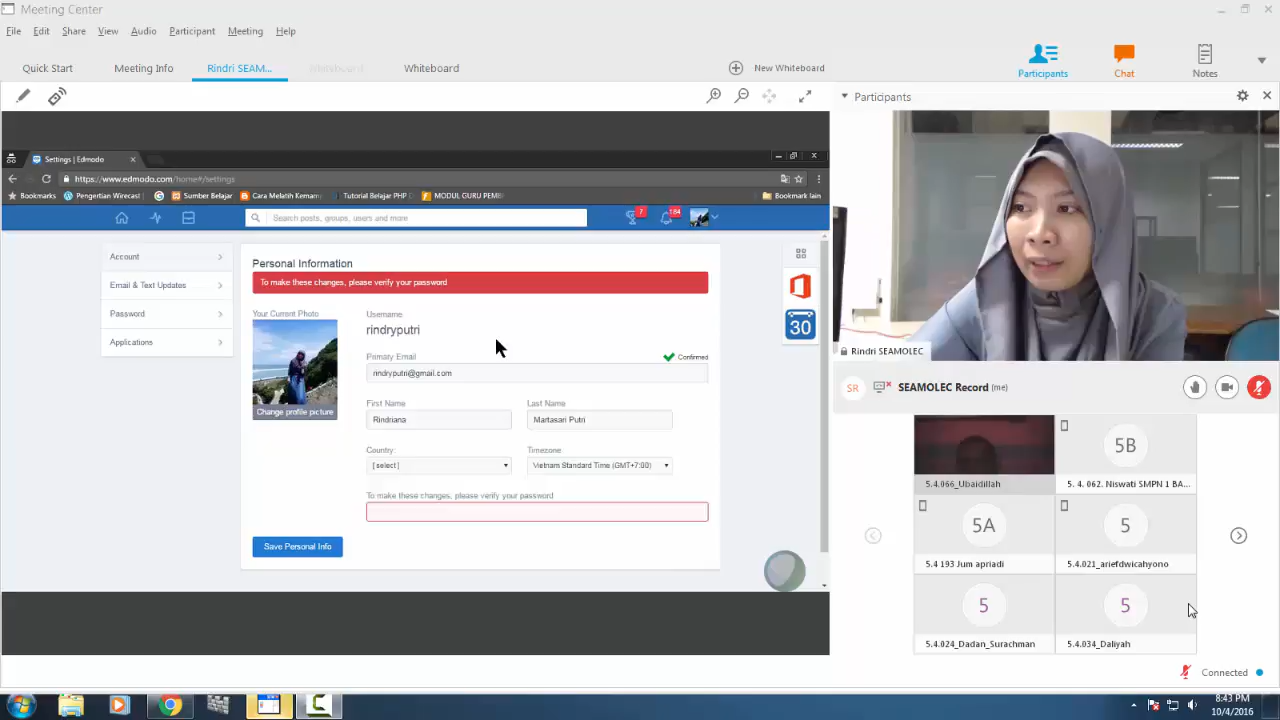 Meeting Center
File Edit Share View Audio Participant Meeting Help
Quick Start Meeting Info Rindri SEAM... Whiteboard Whiteboard
New Whiteboard
Participants Chat Notes
Participants
Settings | Edmodo
https://www.edmodo.com/home#/settings
Bookmarks Pengertian Wirecast Sumber Belajar Cara Melatih Kemam Tutorial Belajar PHP D MODUL GURU PEMB Bookmark lain
Search posts, groups, users and more
7
184
Account
Email & Text Updates
Password
Applications
Personal Information
To make these changes, please verify your password
Your Current Photo
Change profile picture
Username
rindryputri
Primary Email
Confirmed
rindryputri@gmail.com
First Name Last Name
Rindriana Martasari Putri
Country: Timezone
[select] Vietnam Standard Time (GMT+7:00)
To make these changes, please verify your password
Save Personal Info
30
Rindri SEAMOLEC
SR SEAMOLEC Record (me)
5B
5.4.066_Ubaidillah 5. 4. 062. Niswati SMPN 1 BA...
5A 5
5.4 193 Jum apriadi 5.4.021_ariefdwicahyono
5 5
5.4.024_Dadan_Surachman 5.4.034_Daliyah
Connected
8:43 PM
10/4/2016